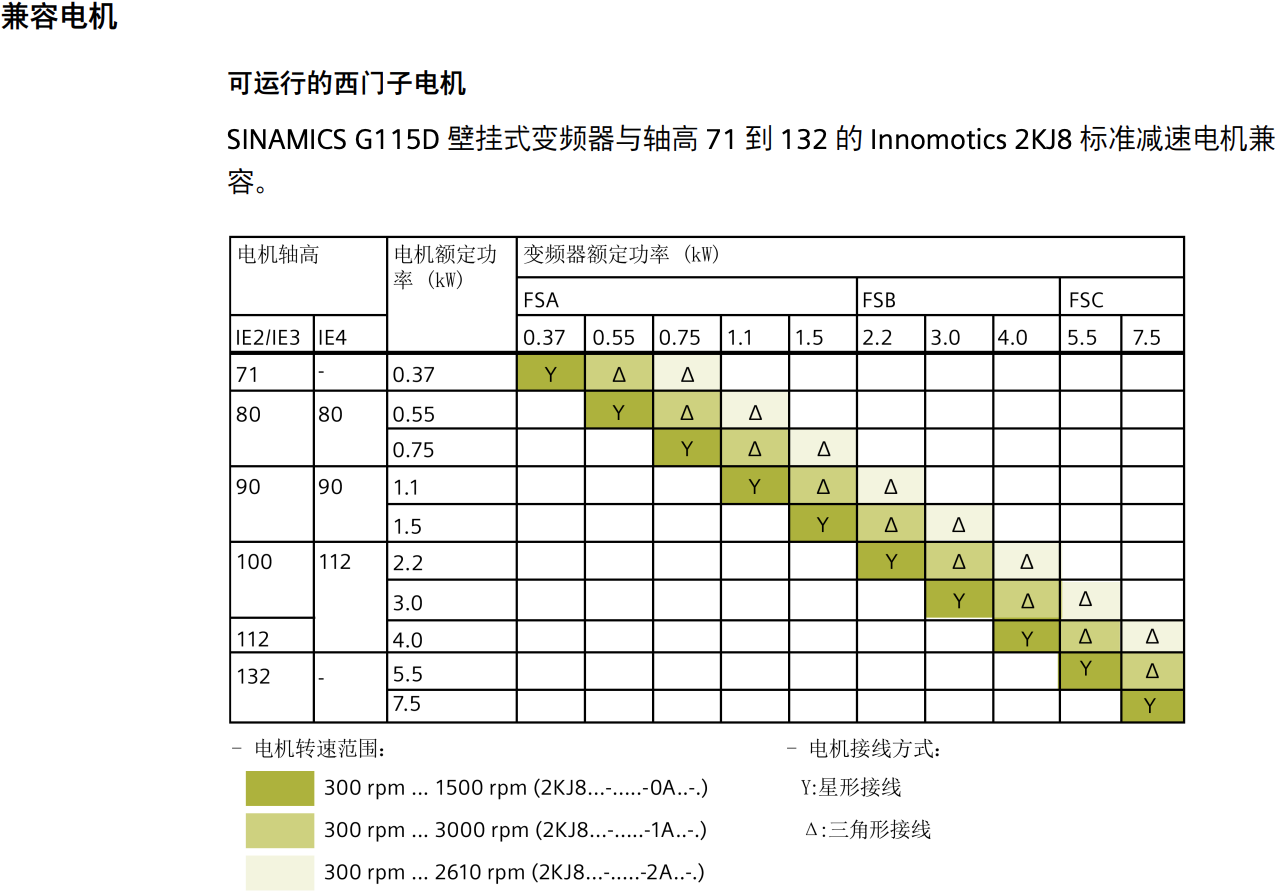 兼容电机
可运行的西门子电机
SINAMICS G115D 壁挂式变频器与轴高 71 到 132 的 Innomotics 2KJ8 标准减速电机兼
容。
电机轴高 电机额定功率 (kW) 变频器额定功率 (kW)
FSA FSB FSC
IE2/IE3 IE4 0.37 0.55 0.75 1.1 1.5 2.2 3.0 4.0 5.5 7.5
71 - 0.37 Y Δ Δ
80 80 0.55 Y Δ Δ
0.75 Y Δ Δ
90 90 1.1 Y Δ Δ
1.5 Y Δ Δ
100 112 2.2 Y Δ Δ
3.0 Y Δ Δ
112 4.0 Y Δ Δ
132 - 5.5 Y Δ
7.5 Y
- 电机转速范围: - 电机接线方式:
300 rpm ... 1500 rpm (2KJ8...-.....-0A..-.) Y:星形接线
300 rpm ... 3000 rpm (2KJ8...-.....-1A..-.) Δ:三角形接线
300 rpm ... 2610 rpm (2KJ8...-.....-2A..-.)